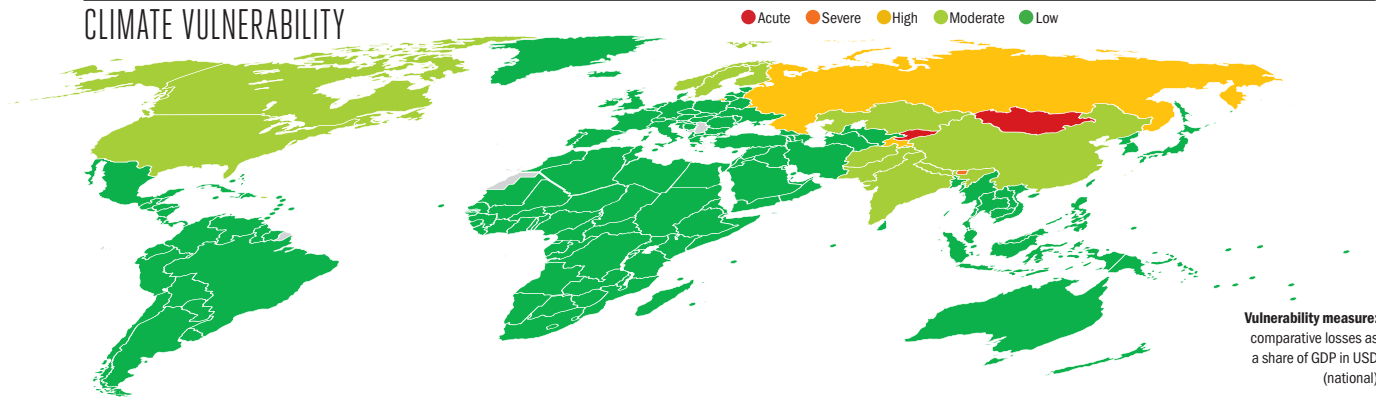 CLIMATE VULNERABILITY
Acute Severe High Moderate Low
Vulnerability measure:
comparative losses as
a share of GDP in USD
(national)